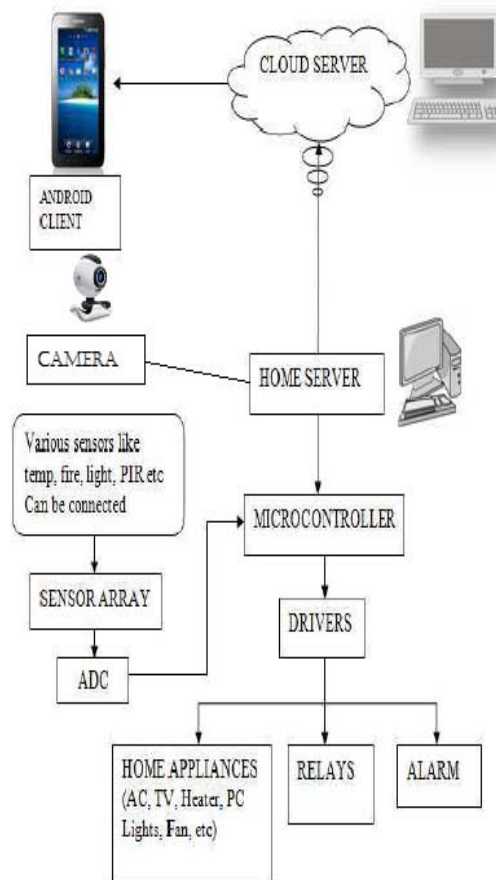 CLOUD SERVER
ANDROID
CLIENT
CAMERA
HOME SERVER
Various sensors like
temp, fire, light, PIR etc
Can be connected
MICROCONTROLLER
SENSOR ARRAY
DRIVERS
ADC
HOME APPLIANCES
(AC, TV, Heater, PC
Lights, Fan, etc)
RELAYS
ALARM